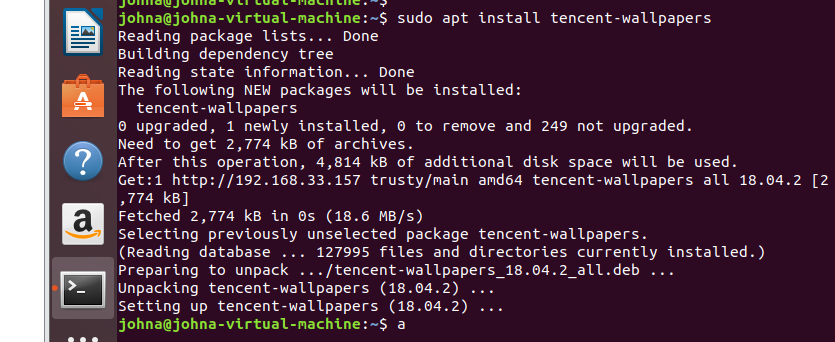 johna@johna-virtual-machine:~$
johna@johna-virtual-machine:~$ sudo apt install tencent-wallpapers
Reading package lists... Done
Building dependency tree
Reading state information... Done
The following NEW packages will be installed:
  tencent-wallpapers
0 upgraded, 1 newly installed, 0 to remove and 249 not upgraded.
Need to get 2,774 kB of archives.
After this operation, 4,814 kB of additional disk space will be used.
Get:1 http://192.168.33.157 trusty/main amd64 tencent-wallpapers all 18.04.2 [2
,774 kB]
Fetched 2,774 kB in 0s (18.6 MB/s)
Selecting previously unselected package tencent-wallpapers.
(Reading database ... 127995 files and directories currently installed.)
Preparing to unpack .../tencent-wallpapers_18.04.2_all.deb ...
Unpacking tencent-wallpapers (18.04.2) ...
Setting up tencent-wallpapers (18.04.2) ...
johna@johna-virtual-machine:~$ a